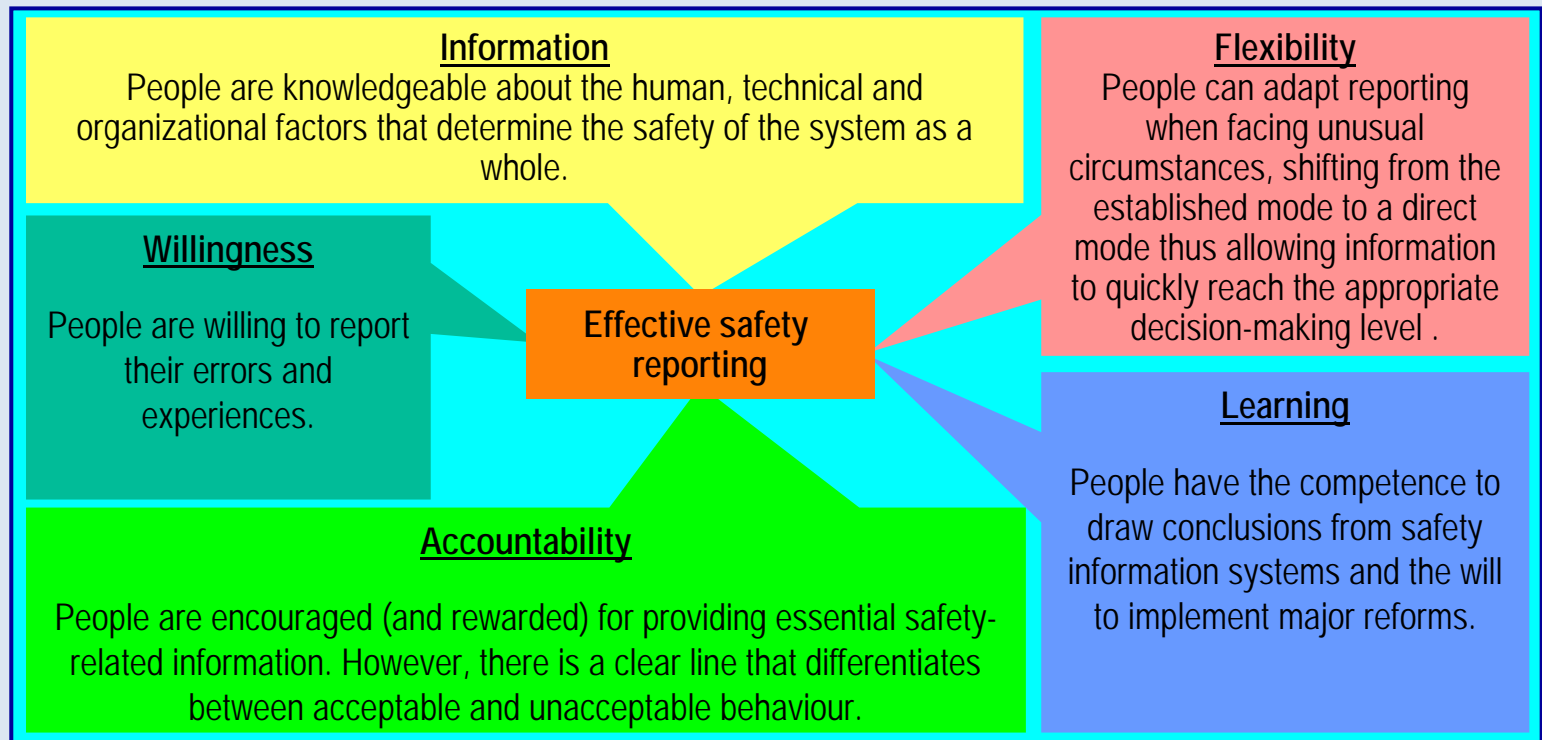 Information
People are knowledgeable about the human, technical and
organizational factors that determine the safety of the system as a
whole.
Flexibility
People can adapt reporting
when facing unusual
circumstances, shifting from the
established mode to a direct
mode thus allowing information
to quickly reach the appropriate
decision-making level .
Willingness
People are willing to report
their errors and
experiences.
Effective safety
reporting
Learning
People have the competence to
draw conclusions from safety
information systems and the will
to implement major reforms.
Accountability
People are encouraged (and rewarded) for providing essential safety-
related information. However, there is a clear line that differentiates
between acceptable and unacceptable behaviour.